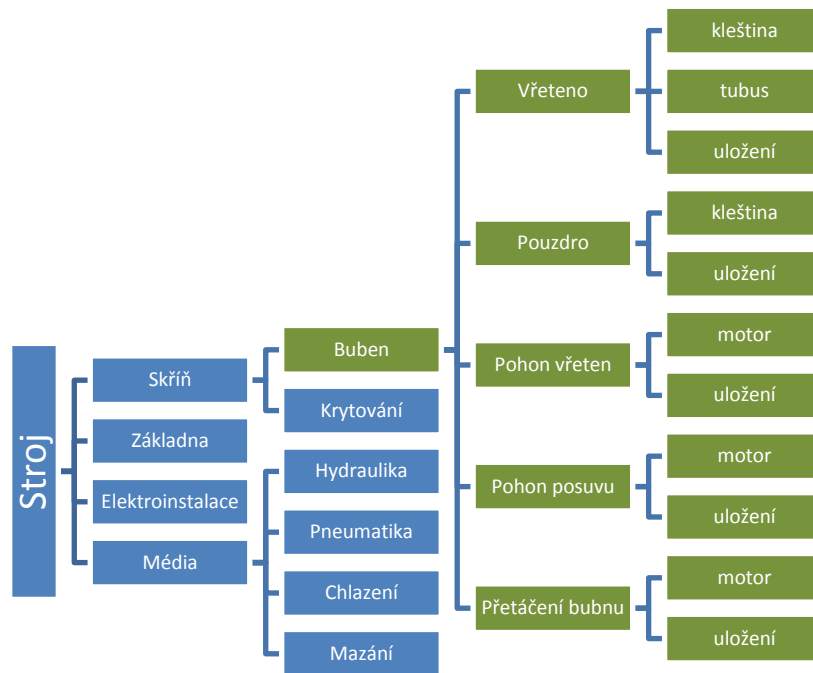 Stroj
Skříň
Základna
Elektroinstalace
Média
Buben
Krytování
Hydraulika
Pneumatika
Chlazení
Mazání
Vřeteno
Pouzdro
Pohon vřeten
Pohon posuvu
Přetáčení bubnu
kleština
tubus
uložení
kleština
uložení
motor
uložení
motor
uložení
motor
uložení